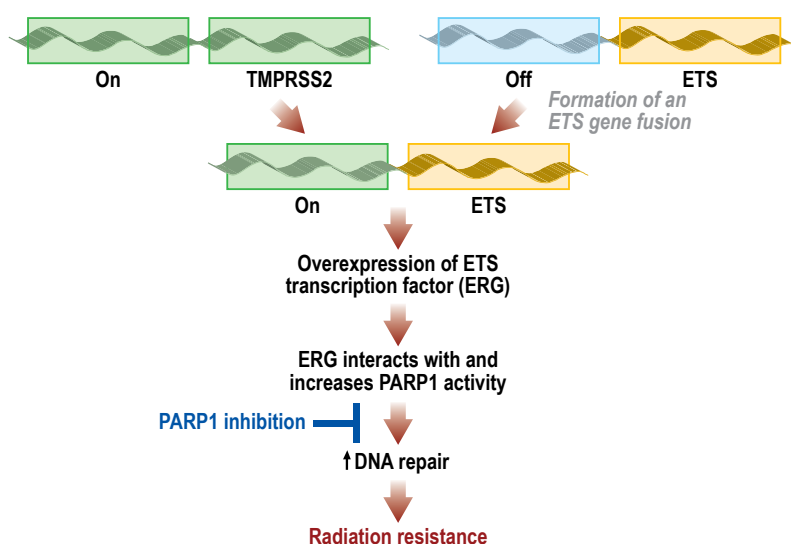 On
TMPRSS2
Off
ETS
Formation of an
ETS gene fusion
On
ETS
Overexpression of ETS
transcription factor (ERG)
ERG interacts with and
increases PARP1 activity
PARP1 inhibition
↑DNA repair
Radiation resistance